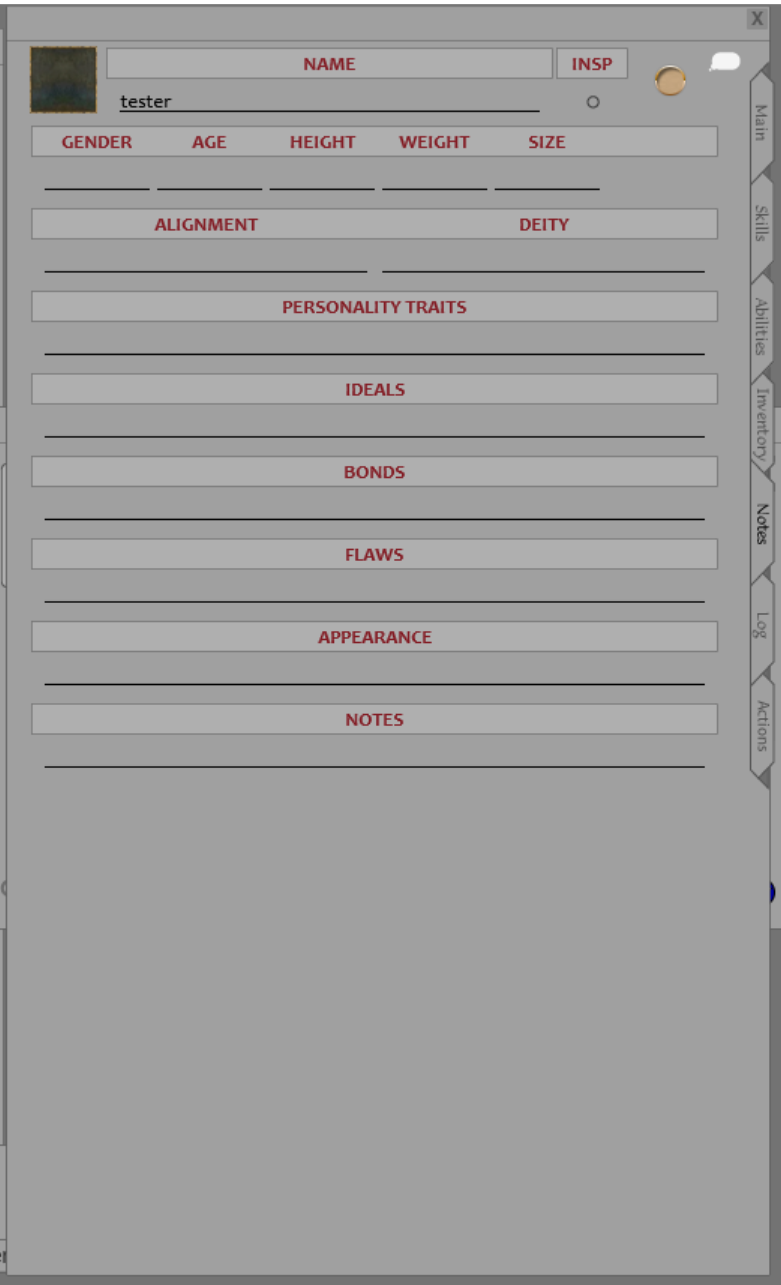 X
NAME INSP
tester
GENDER AGE HEIGHT WEIGHT SIZE
ALIGNMENT DEITY
PERSONALITY TRAITS
IDEALS
BONDS
FLAWS
APPEARANCE
NOTES
Main
Skills
Abilities
Inventory
Notes
Log
Actions